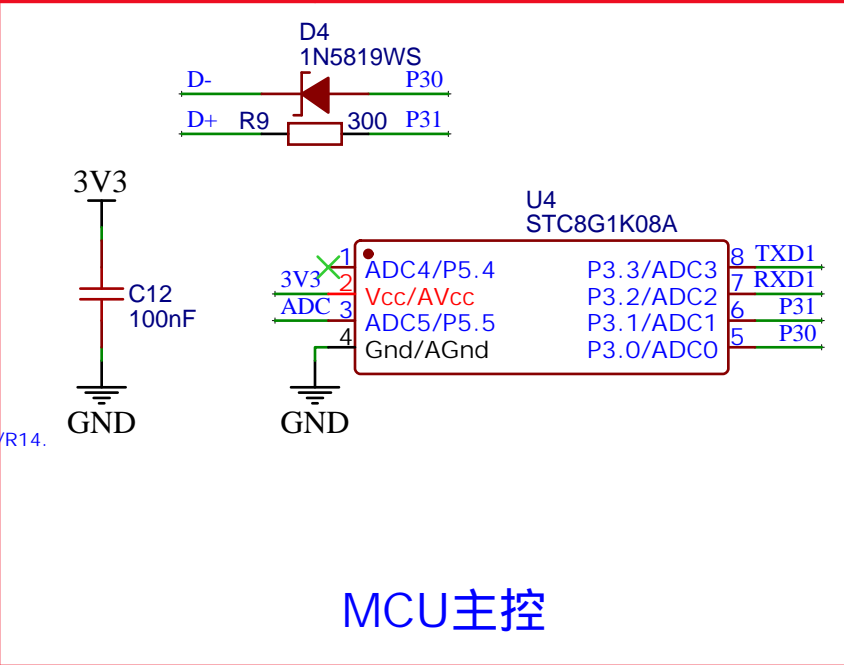 D4
1N5819WS
D- P30
D+ R9 300 P31
3V3
C12
100nF
GND
/R14.
U4
STC8G1K08A
1 ADC4/P5.4 P3.3/ADC3 8 TXD1
3V3 2 Vcc/AVcc P3.2/ADC2 7 RXD1
ADC 3 ADC5/P5.5 P3.1/ADC1 6 P31
4 Gnd/AGnd P3.0/ADC0 5 P30
GND
MCU主控